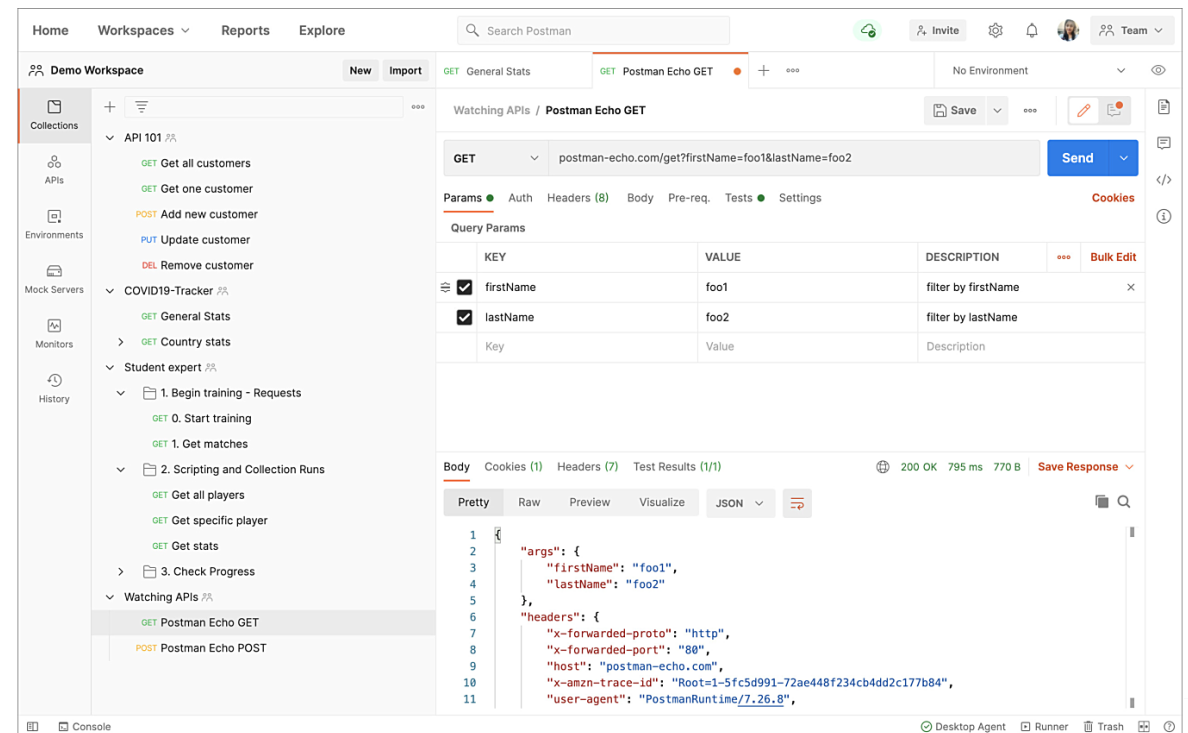 Home Workspaces Reports Explore Search Postman Invite Team
Demo Workspace New Import
GET General Stats GET Postman Echo GET No Environment
Collections
APIs
Environments
Mock Servers
Monitors
History
API 101
GET Get all customers
GET Get one customer
POST Add new customer
PUT Update customer
DEL Remove customer
COVID19-Tracker
GET General Stats
GET Country stats
Student expert
1. Begin training - Requests
GET 0. Start training
GET 1. Get matches
2. Scripting and Collection Runs
GET Get all players
GET Get specific player
GET Get stats
3. Check Progress
Watching APIs
GET Postman Echo GET
POST Postman Echo POST
Watching APIs / Postman Echo GET Save
GET postman-echo.com/get?firstName=foo1&lastName=foo2 Send
Params Auth Headers (8) Body Pre-req. Tests Settings Cookies
Query Params
KEY VALUE DESCRIPTION Bulk Edit
firstName foo1 filter by firstName
lastName foo2 filter by lastName
Key Value Description
Body Cookies (1) Headers (7) Test Results (1/1) 200 OK 795 ms 770 B Save Response
Pretty Raw Preview Visualize JSON
1 {
2 "args": {
3 "firstName": "foo1",
4 "lastName": "foo2"
5 },
6 "headers": {
7 "x-forwarded-proto": "http",
8 "x-forwarded-port": "80",
9 "host": "postman-echo.com",
10 "x-amzn-trace-id": "Root=1-5fc5d991-72ae448f234cb4dd2c177b84",
11 "user-agent": "PostmanRuntime/7.26.8",
Console Desktop Agent Runner Trash